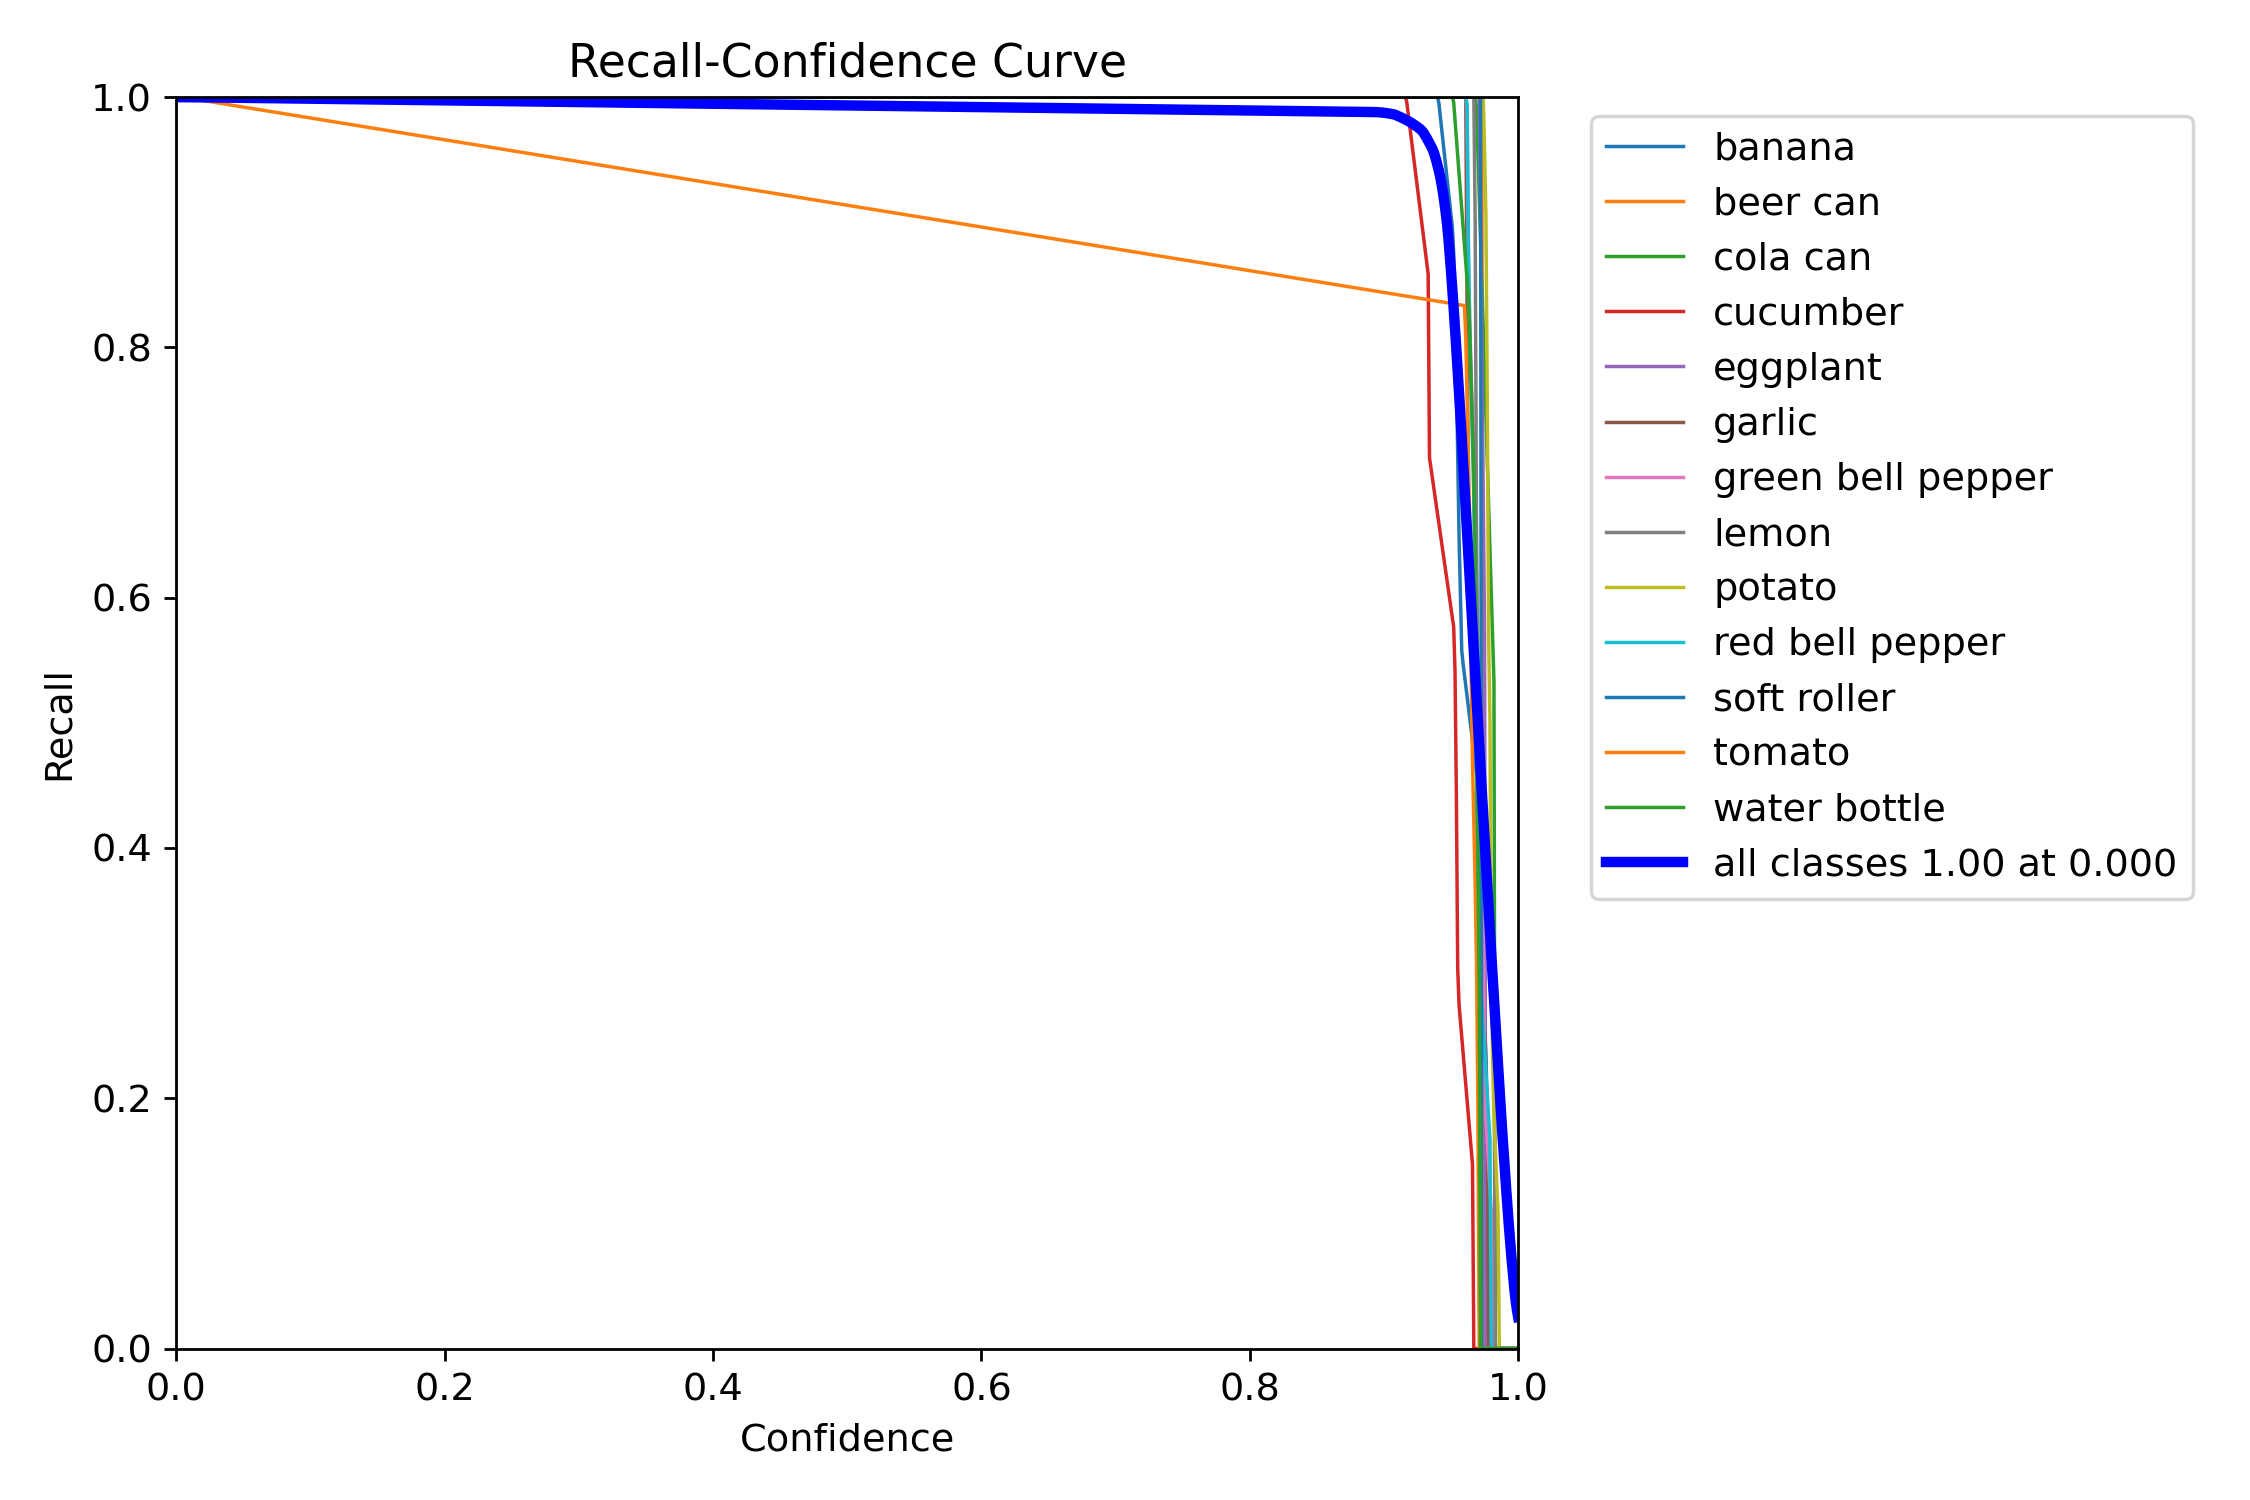 Recall-Confidence Curve
1.0
0.8
0.6
0.4
0.2
0.0
Recall
0.0 0.2 0.4 0.6 0.8 1.0
Confidence
banana
beer can
cola can
cucumber
eggplant
garlic
green bell pepper
lemon
potato
red bell pepper
soft roller
tomato
water bottle
all classes 1.00 at 0.000